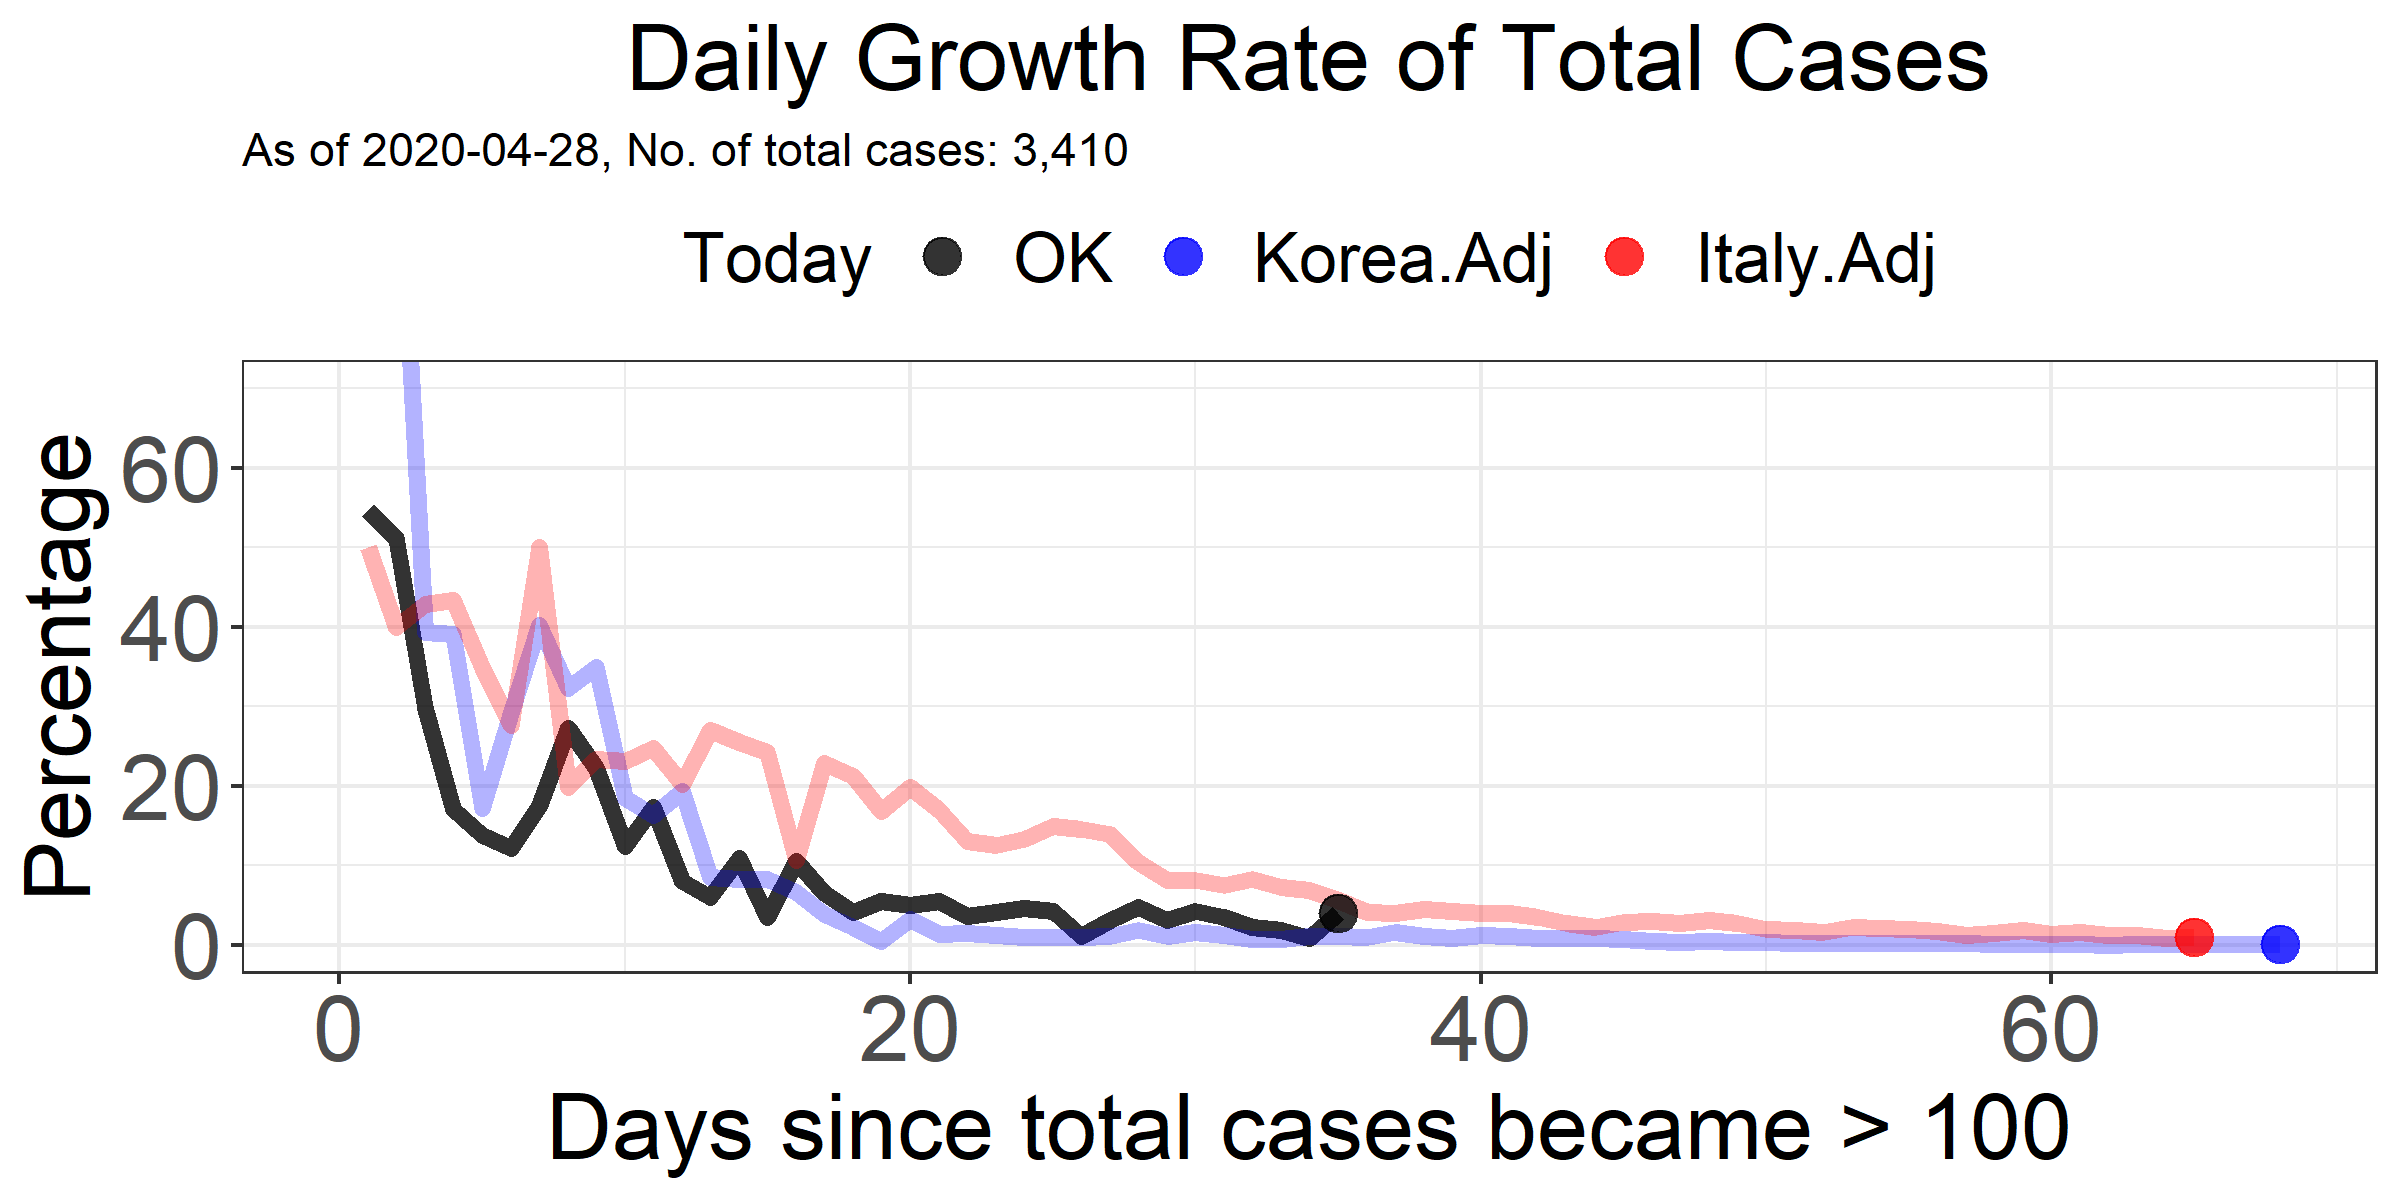 Daily Growth Rate of Total Cases
As of 2020-04-28, No. of total cases: 3,410
Today OK Korea.Adj Italy.Adj
Percentage
60
40
20
0
0 20 40 60
Days since total cases became > 100